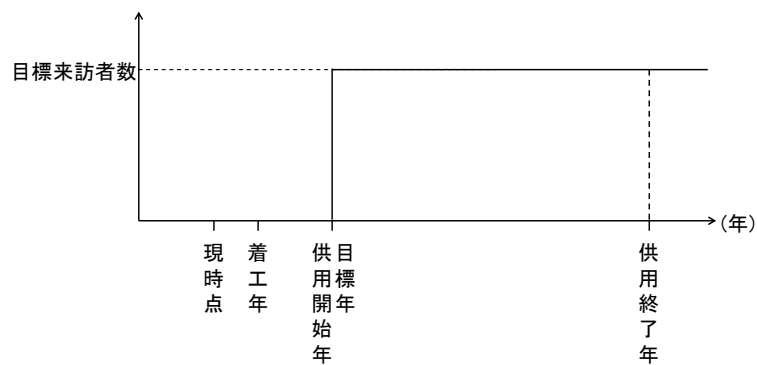 目標来訪者数
（年）
現時点
着工年
供用開始年
目標年
供用終了年